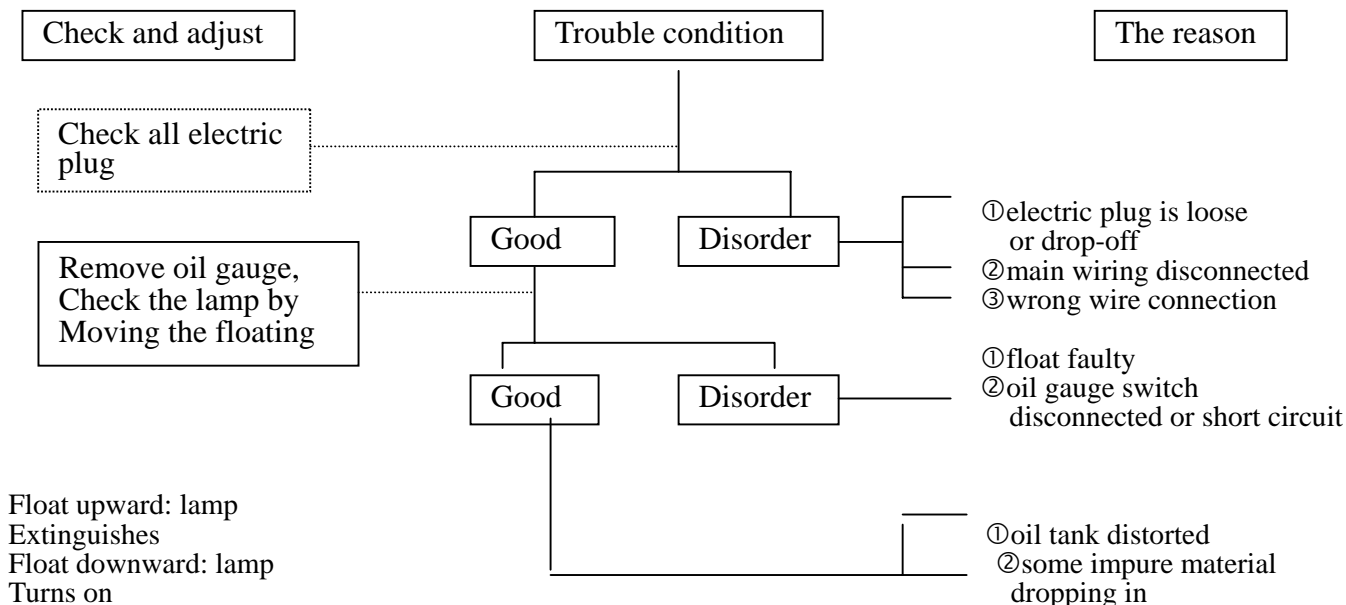 Check and adjust
Trouble condition
The reason
Check all electric
plug
Good
Disorder
①electric plug is loose
or drop-off
②main wiring disconnected
③wrong wire connection
Remove oil gauge,
Check the lamp by
Moving the floating
Good
Disorder
①float faulty
②oil gauge switch
disconnected or short circuit
Float upward: lamp
Extinguishes
Float downward: lamp
Turns on
①oil tank distorted
②some impure material
dropping in